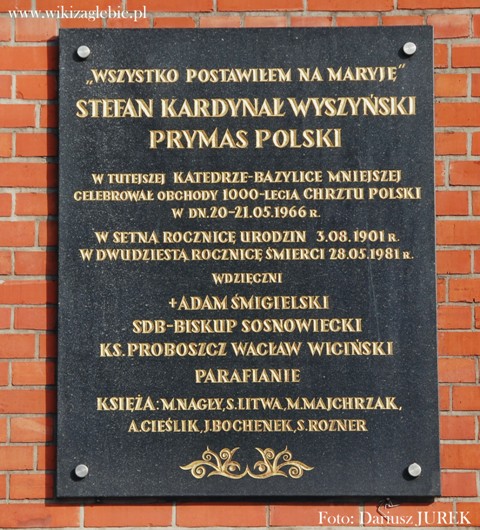 www.wikizaglebie.pl
„WSZYSTKO POSTAWIŁEM NA MARYJĘ”
STEFAN KARDYNAŁ WYSZYŃSKI
PRYMAS POLSKI
W TUTEJSZEJ KATEDRZE-BAZYLICE MNIEJSZEJ
CELEBROWAŁ OBCHODY 1000-LECIA CHRZTU POLSKI
W DN. 20-21.05.1966 R.
W SETNĄ ROCZNICĘ URODZIN 3.08.1901 R.
W DWUDZIESTĄ ROCZNICĘ ŚMIERCI 28.05.1981 R.
WDZIĘCZNI
+ADAM ŚMIGIELSKI
SDB-BISKUP SOSNOWIECKI
KS. PROBOSZCZ WACŁAW WICIŃSKI
PARAFIANIE
KSIĘŻA: M.NAGŁY, S.LITWA, M.MAJCHRZAK,
A.CIEŚLIK, J.BOCHENEK, S.ROZNER
Foto: Dariusz JUREK